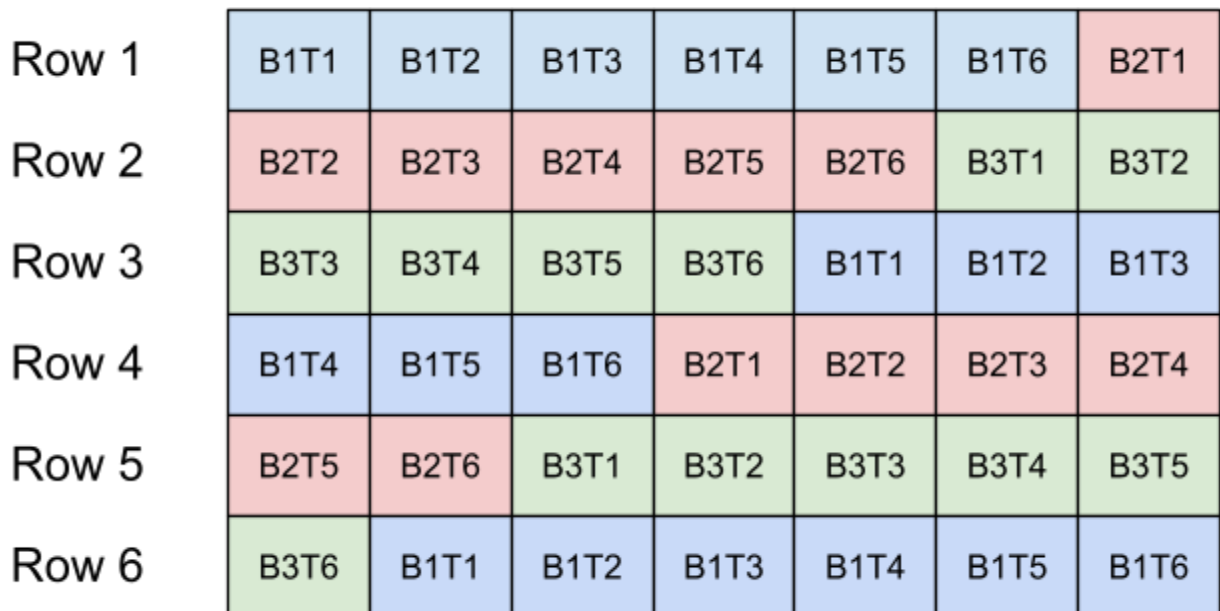 Row 1 B1T1 B1T2 B1T3 B1T4 B1T5 B1T6 B2T1
Row 2 B2T2 B2T3 B2T4 B2T5 B2T6 B3T1 B3T2
Row 3 B3T3 B3T4 B3T5 B3T6 B1T1 B1T2 B1T3
Row 4 B1T4 B1T5 B1T6 B2T1 B2T2 B2T3 B2T4
Row 5 B2T5 B2T6 B3T1 B3T2 B3T3 B3T4 B3T5
Row 6 B3T6 B1T1 B1T2 B1T3 B1T4 B1T5 B1T6